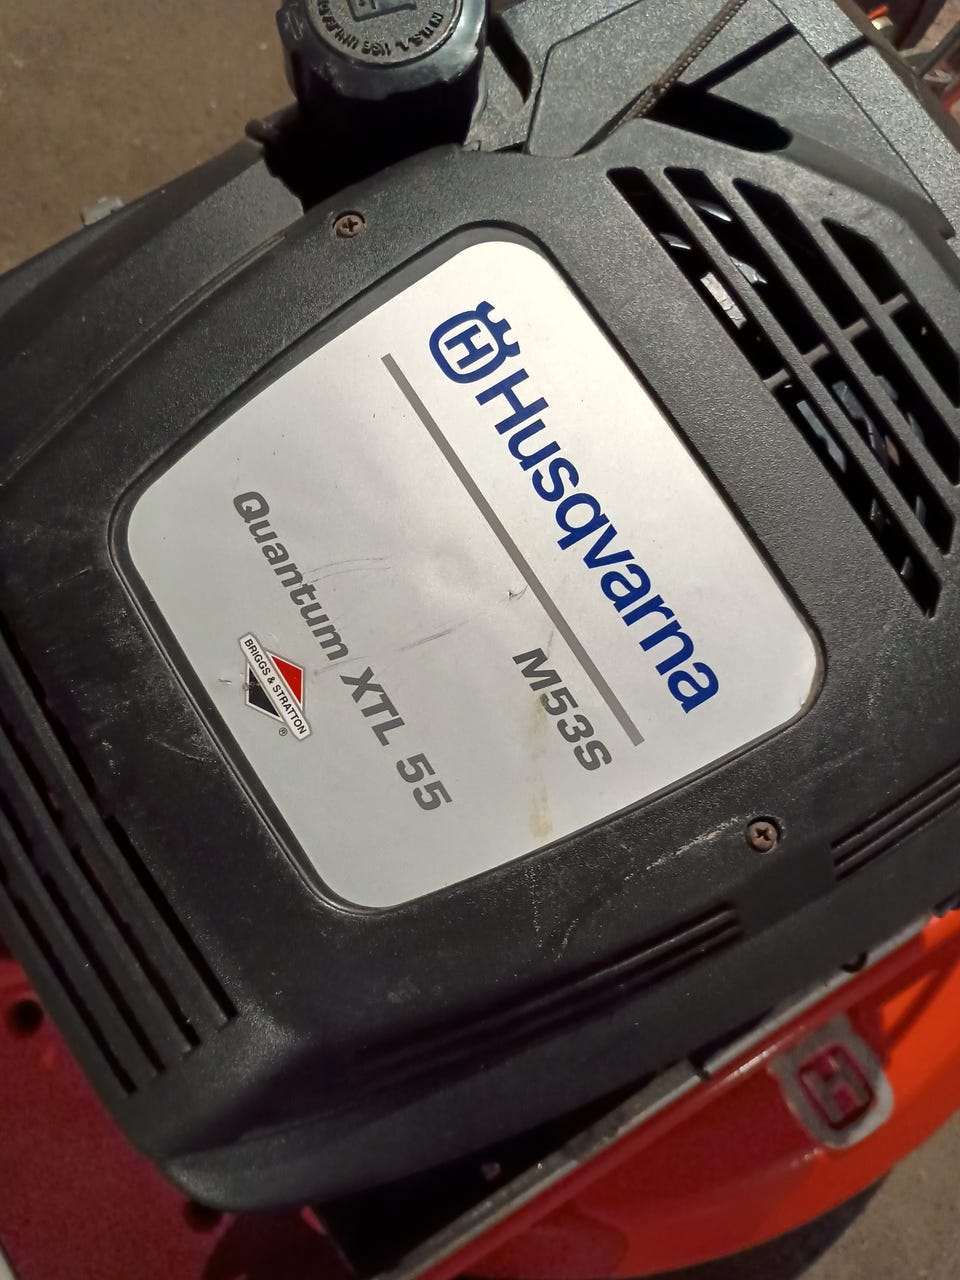 Husqvarna
M53S
Quantum XTL 55
BRIGGS & STRATTON
®
H
H